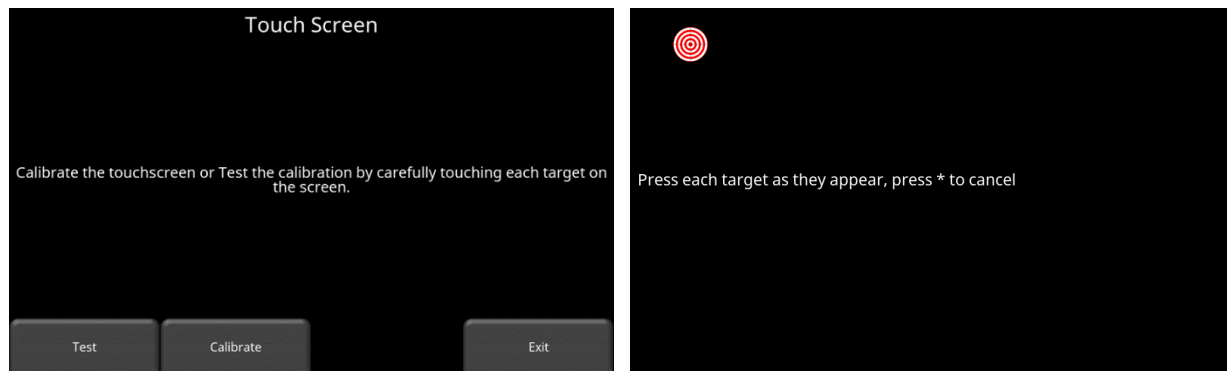 Touch Screen
Calibrate the touchscreen or Test the calibration by carefully touching each target on
the screen.
Test
Calibrate
Exit
Press each target as they appear, press * to cancel